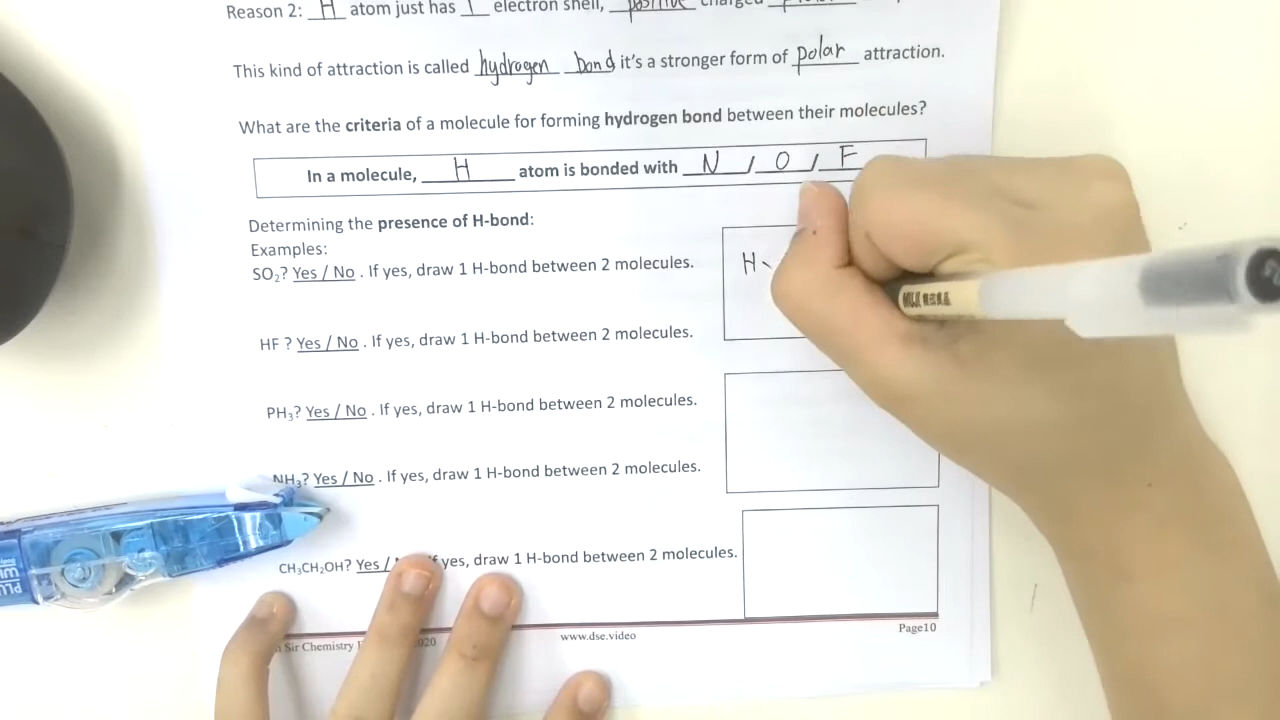 Reason 2: H atom just has 1 electron shell, positive charged
This kind of attraction is called hydrogen bond it's a stronger form of polar attraction.
What are the criteria of a molecule for forming hydrogen bond between their molecules?
In a molecule, H atom is bonded with N / O / F
Determining the presence of H-bond:
Examples:
SO₂? Yes / No . If yes, draw 1 H-bond between 2 molecules.
H
HF ? Yes / No . If yes, draw 1 H-bond between 2 molecules.
PH₃? Yes / No . If yes, draw 1 H-bond between 2 molecules.
NH₃? Yes / No . If yes, draw 1 H-bond between 2 molecules.
CH₃CH₂OH? Yes / yes, draw 1 H-bond between 2 molecules.
Sir Chemistry 020
www.dse.video
Page10
PLUS